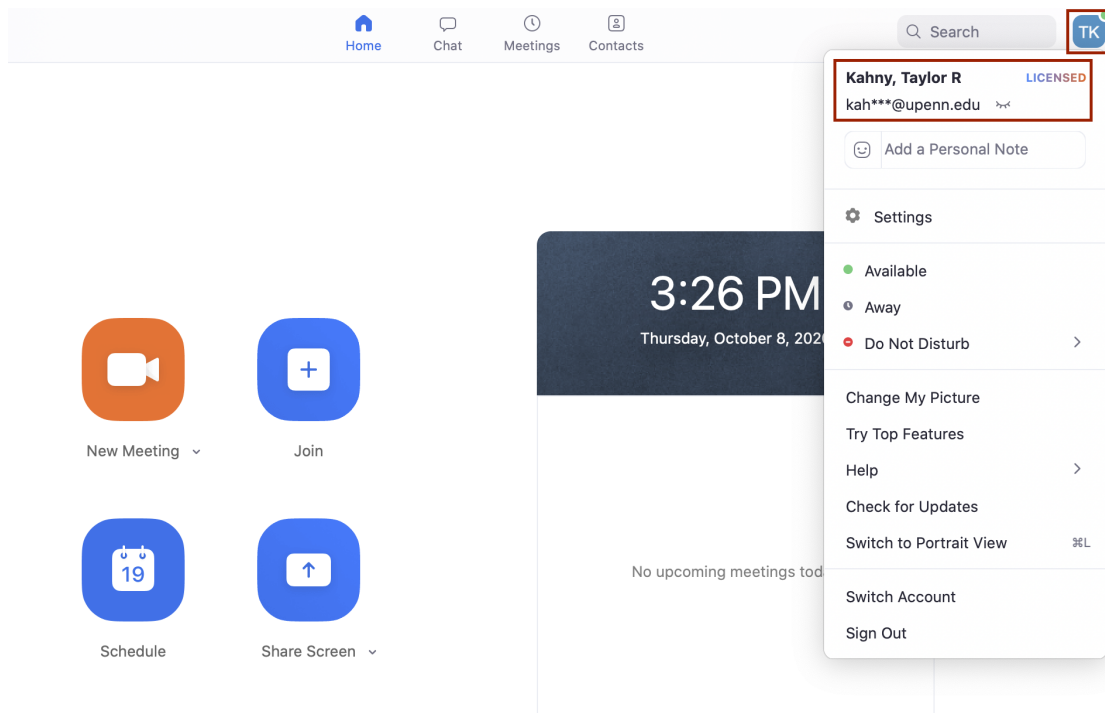 Home
Chat
Meetings
Contacts
Search
TK
Kahny, Taylor R
LICENSED
kah***@upenn.edu
Add a Personal Note
Settings
Available
Away
Do Not Disturb
Change My Picture
Try Top Features
Help
Check for Updates
Switch to Portrait View
⌘L
Switch Account
Sign Out
3:26 PM
Thursday, October 8, 202
No upcoming meetings tod
New Meeting
Join
19
Schedule
Share Screen